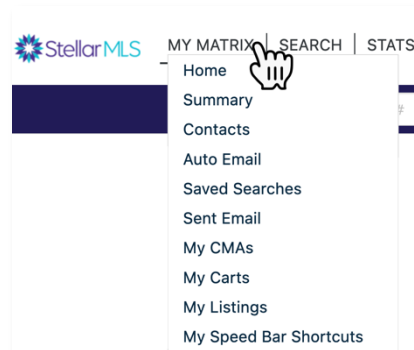 StellarMLS MY MATRIX | SEARCH | STATS
Home
Summary
#
Contacts
Auto Email
Saved Searches
Sent Email
My CMAs
My Carts
My Listings
My Speed Bar Shortcuts